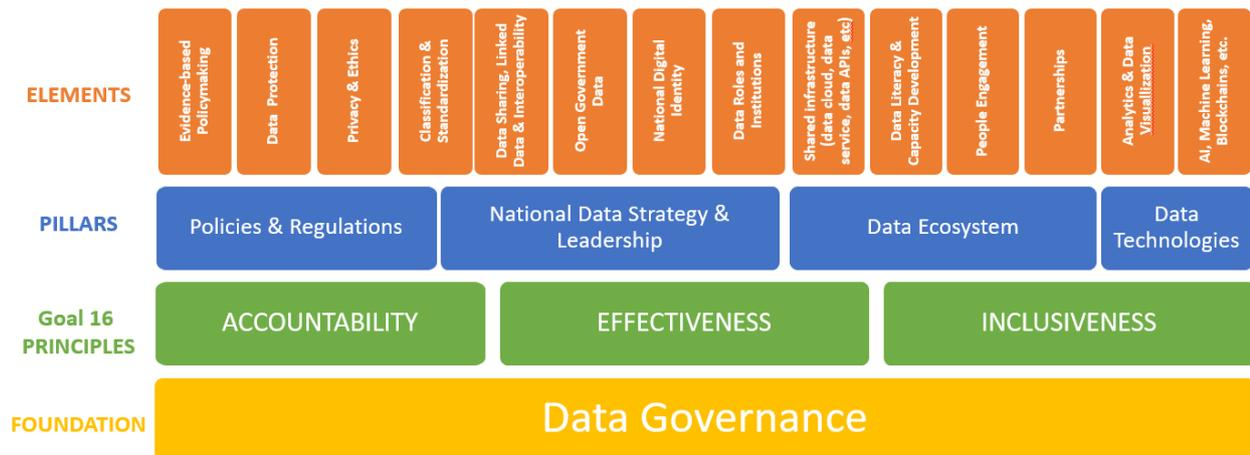 ELEMENTS
Evidence-based
Policymaking
Data Protection
Privacy & Ethics
Classification &
Standardization
Data Sharing, Linked
Data & Interoperability
Open Government
Data
National Digital
Identity
Data Roles and
Institutions
Shared infrastructure
(data cloud, data
service, data APIs, etc)
Data Literacy &
Capacity Development
People Engagement
Partnerships
Analytics & Data
Visuallization
AI, Machine Learning,
Blockchains, etc.
PILLARS
Policies & Regulations
National Data Strategy &
Leadership
Data Ecosystem
Data
Technologies
Goal 16
PRINCIPLES
ACCOUNTABILITY
EFFECTIVENESS
INCLUSIVENESS
FOUNDATION
Data Governance